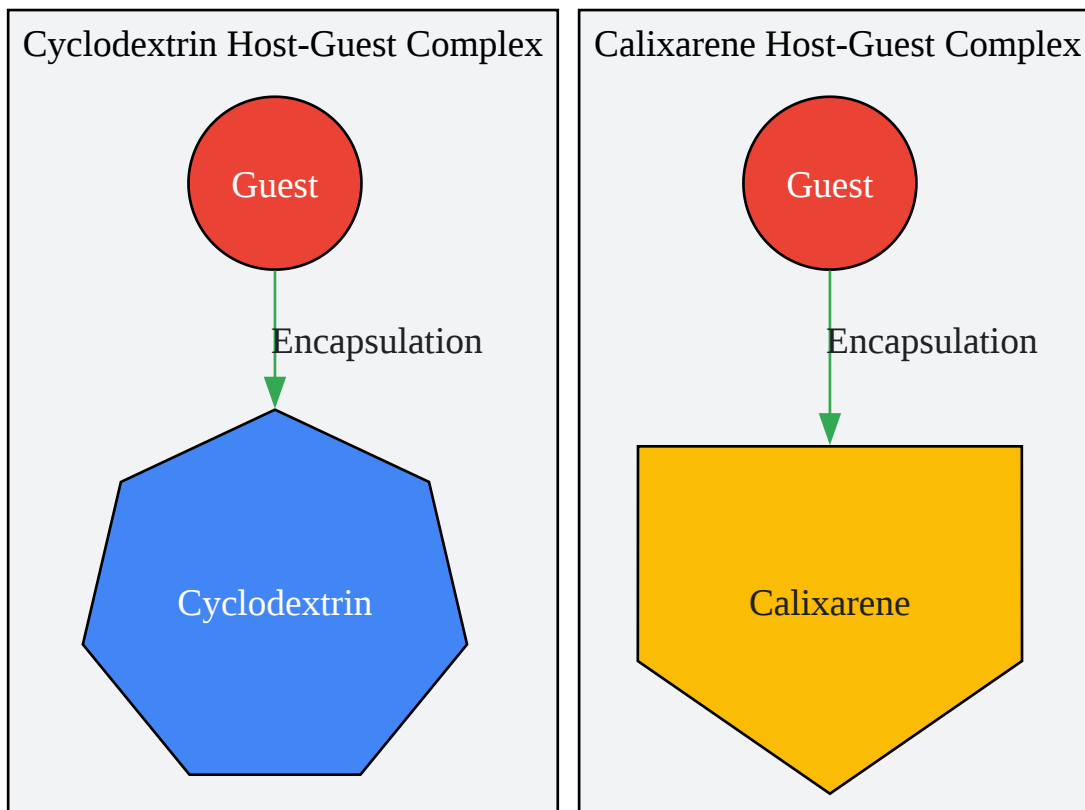 Cyclodextrin Host-Guest Complex
Guest
Encapsulation
Cyclodextrin
Calixarene Host-Guest Complex
Guest
Encapsulation
Calixarene